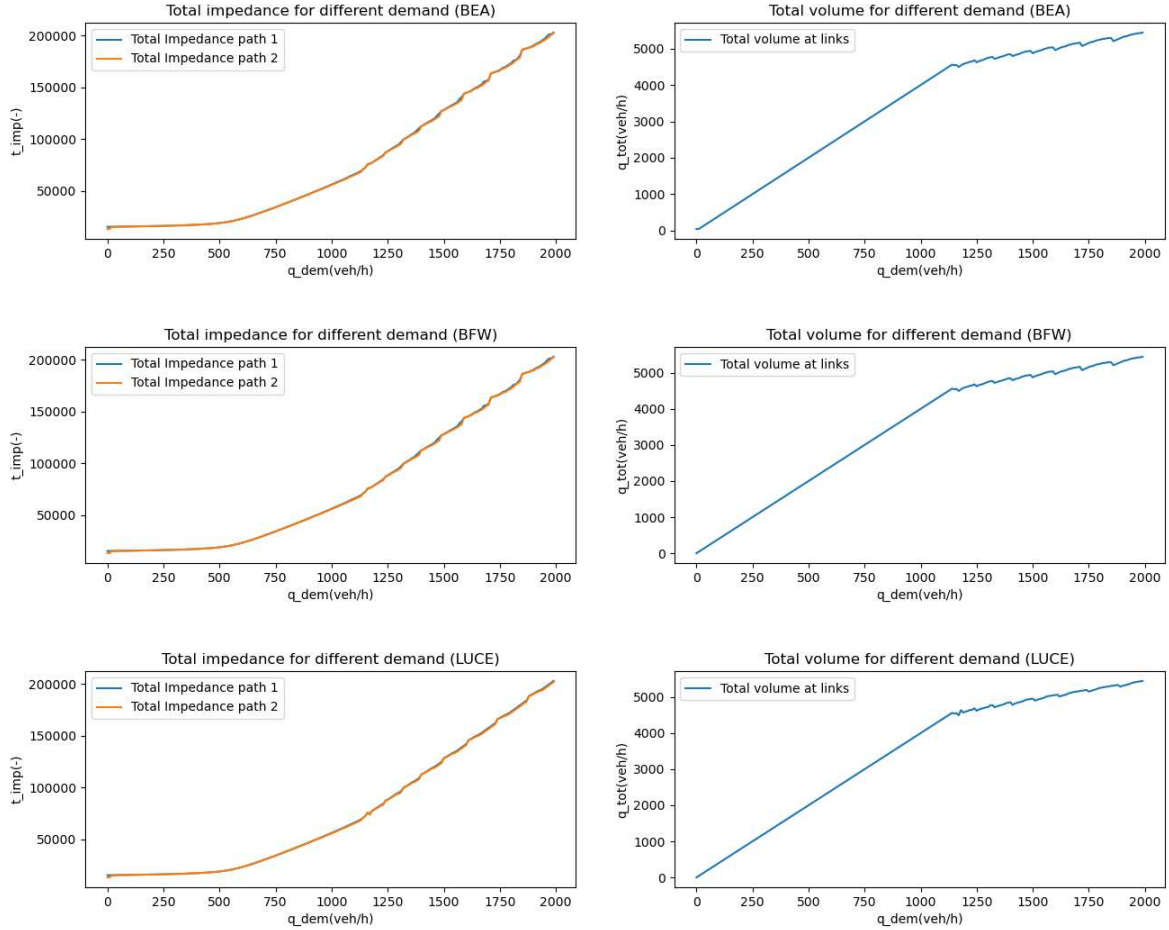 Total impedance for different demand (BEA)
t_imp(-)
200000
150000
100000
50000
Total Impedance path 1
Total Impedance path 2
0 250 500 750 1000 1250 1500 1750 2000
q_dem(veh/h)
Total volume for different demand (BEA)
q_tot(veh/h)
5000
4000
3000
2000
1000
0
Total volume at links
0 250 500 750 1000 1250 1500 1750 2000
q_dem(veh/h)
Total impedance for different demand (BFW)
t_imp(-)
200000
150000
100000
50000
Total Impedance path 1
Total Impedance path 2
0 250 500 750 1000 1250 1500 1750 2000
q_dem(veh/h)
Total volume for different demand (BFW)
q_tot(veh/h)
5000
4000
3000
2000
1000
0
Total volume at links
0 250 500 750 1000 1250 1500 1750 2000
q_dem(veh/h)
Total impedance for different demand (LUCE)
t_imp(-)
200000
150000
100000
50000
Total Impedance path 1
Total Impedance path 2
0 250 500 750 1000 1250 1500 1750 2000
q_dem(veh/h)
Total volume for different demand (LUCE)
q_tot(veh/h)
5000
4000
3000
2000
1000
0
Total volume at links
0 250 500 750 1000 1250 1500 1750 2000
q_dem(veh/h)